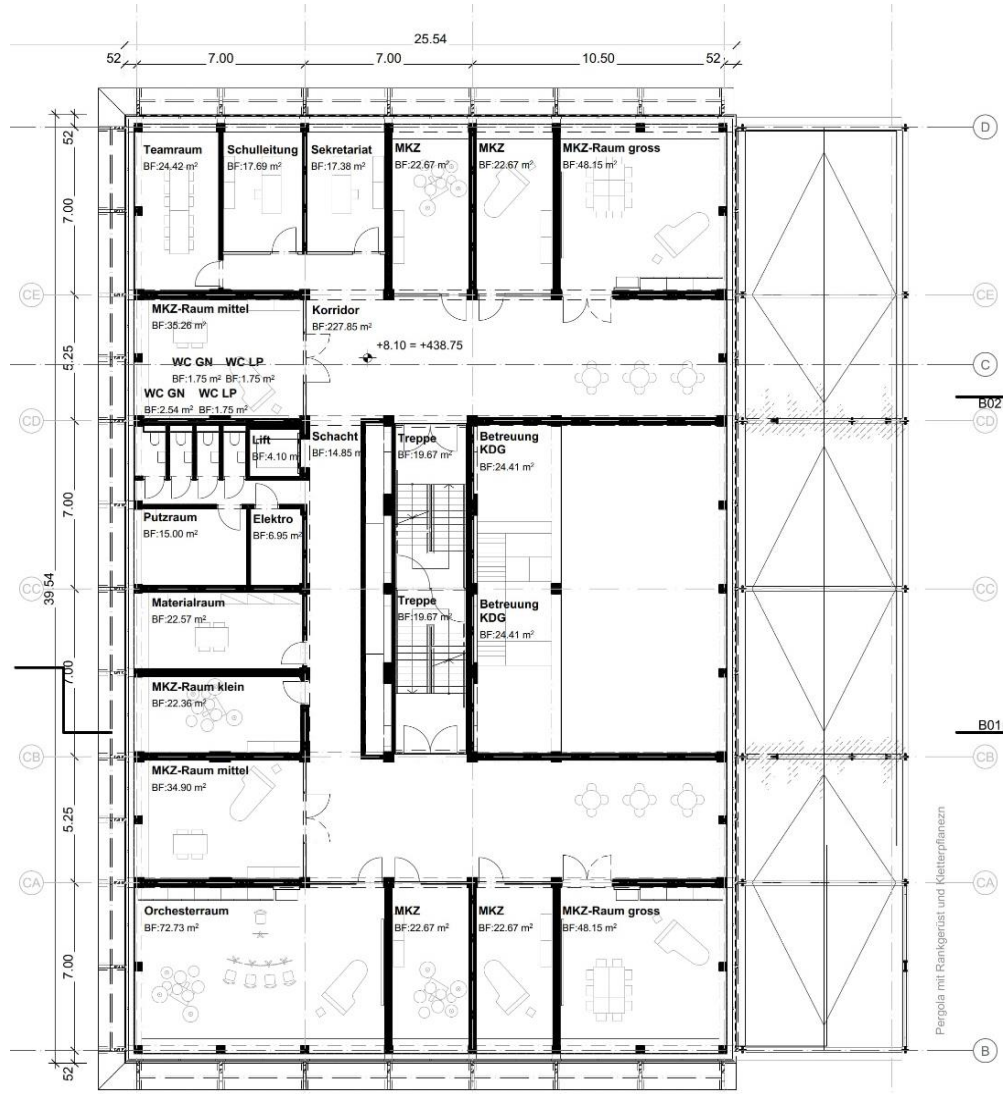 25.54
52
7.00
7.00
10.50
52
D
52
Teamraum
BF:24.42 m²
Schulleitung
BF:17.69 m²
Sekretariat
BF:17.38 m²
MKZ
BF:22.67 m²
MKZ
BF:22.67 m²
MKZ-Raum gross
BF:48.15 m²
7.00
CE
CE
MKZ-Raum mittel
BF:35.26 m²
Korridor
BF:227.85 m²
+8.10 = +438.75
5.25
C
WC GN
BF:1.75 m²
WC LP
BF:1.75 m²
WC GN
BF:2.54 m²
WC LP
BF:1.75 m²
B02
CD
CD
Lift
BF:4.10 m²
Schacht
BF:14.85 m²
Treppe
BF:19.67 m²
Betreuung
KDG
BF:24.41 m²
7.00
Putzraum
BF:15.00 m²
Elektro
BF:6.95 m²
39.54
CC
CC
Materialraum
BF:22.57 m²
Treppe
BF:19.67 m²
Betreuung
KDG
BF:24.41 m²
7.00
MKZ-Raum klein
BF:22.36 m²
B01
CB
CB
MKZ-Raum mittel
BF:34.90 m²
5.25
Pergola mit Rankgerüst und Kletterpflanezn
CA
CA
Orchesterraum
BF:72.73 m²
MKZ
BF:22.67 m²
MKZ
BF:22.67 m²
MKZ-Raum gross
BF:48.15 m²
7.00
B
52